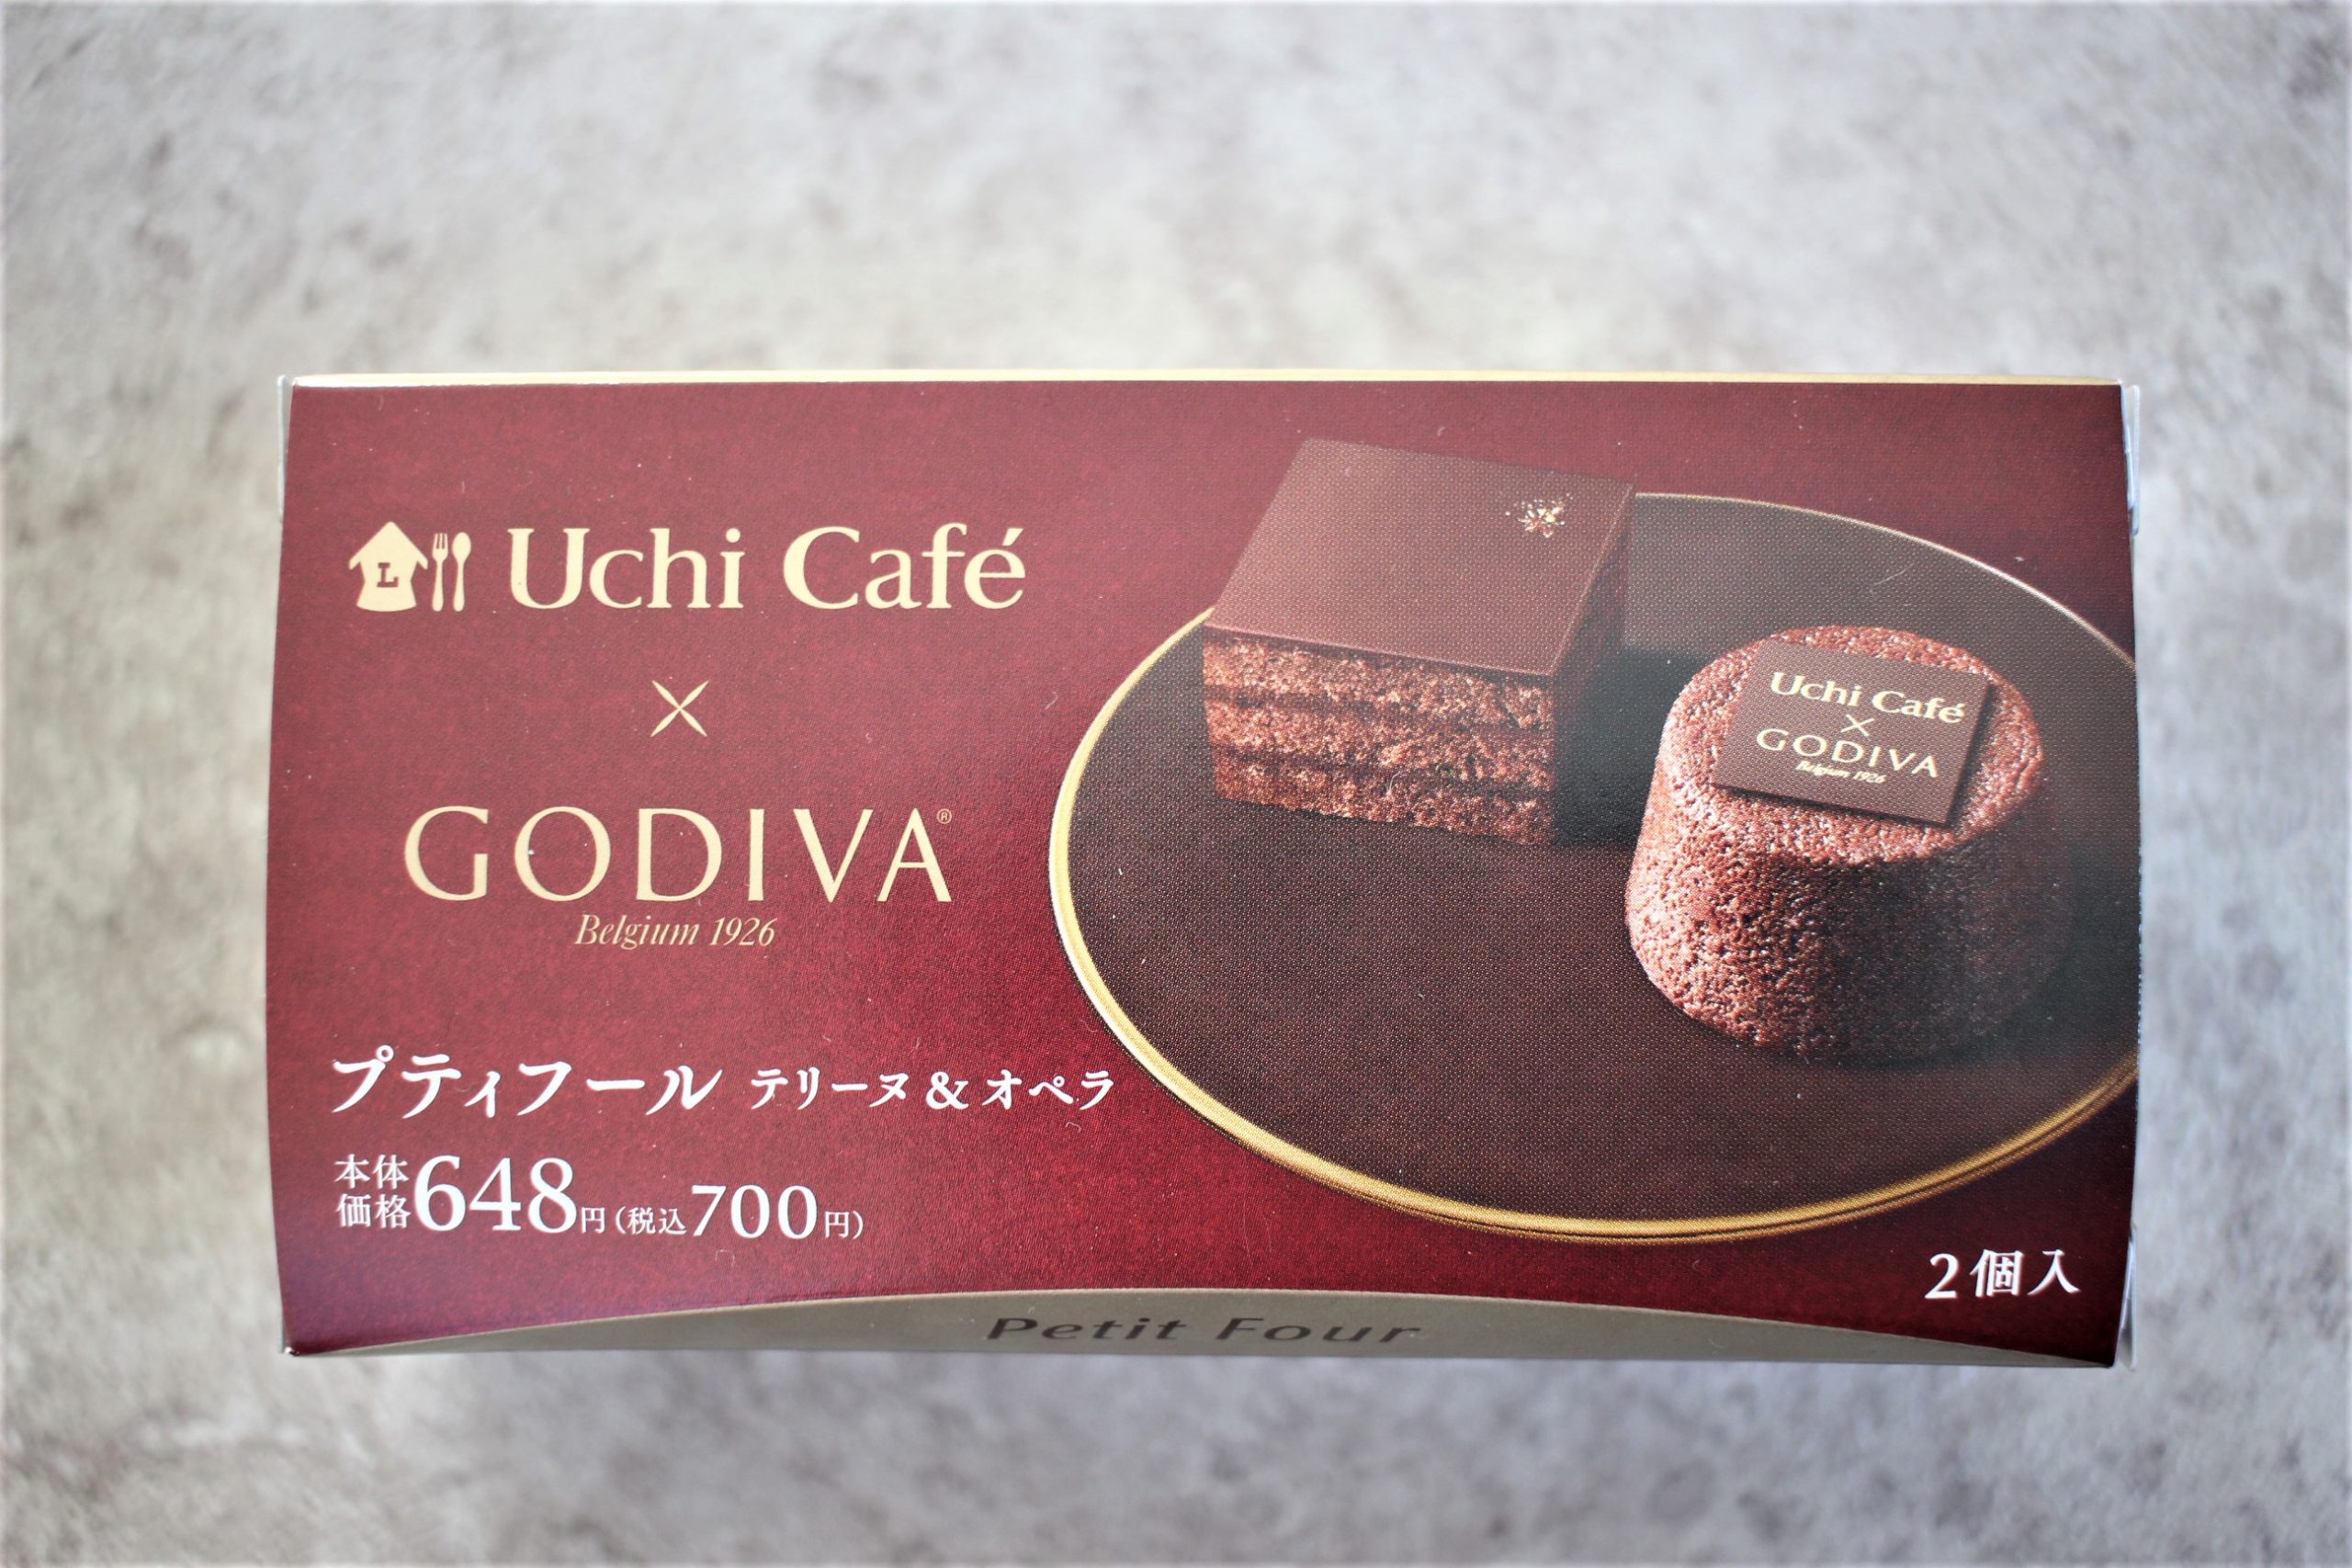 L Uchi Café
×
GODIVA®
Belgium 1926
プティフール テリーヌ&オペラ
本体価格648円(税込700円)
Uchi Café
×
GODIVA
Belgium 1926
2個入
Petit Four